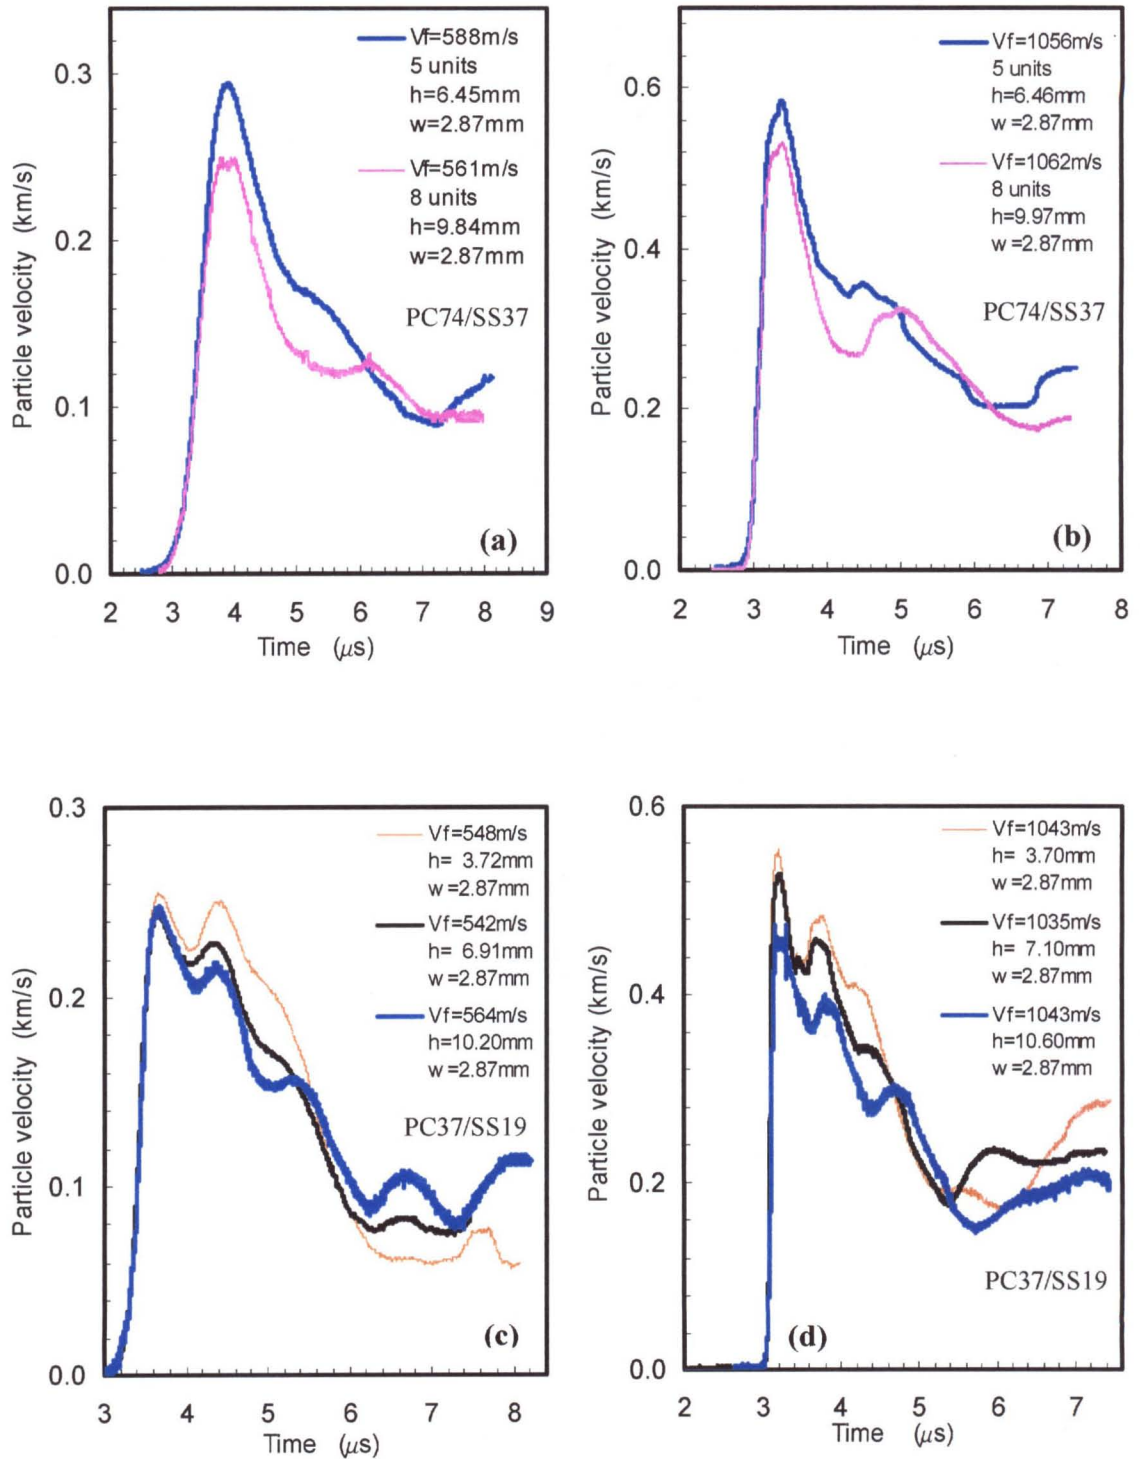 Vf=588m/s
5 units
h=6.45mm
w=2.87mm
Vf=561m/s
8 units
h=9.84mm
w=2.87mm
PC74/SS37
(a)
0.3
0.2
0.1
0.0
Particle velocity (km/s)
2 3 4 5 6 7 8 9
Time (μs)
Vf=1056m/s
5 units
h=6.46mm
w=2.87mm
Vf=1062m/s
8 units
h=9.97mm
w=2.87mm
PC74/SS37
(b)
0.6
0.4
0.2
0.0
Particle velocity (km/s)
2 3 4 5 6 7 8
Time (μs)
Vf=548m/s
h= 3.72mm
w=2.87mm
Vf=542m/s
h= 6.91mm
w=2.87mm
Vf=564m/s
h=10.20mm
w=2.87mm
PC37/SS19
(c)
0.3
0.2
0.1
0.0
Particle velocity (km/s)
3 4 5 6 7 8
Time (μs)
Vf=1043m/s
h= 3.70mm
w=2.87mm
Vf=1035m/s
h= 7.10mm
w=2.87mm
Vf=1043m/s
h=10.60mm
w=2.87mm
PC37/SS19
(d)
0.6
0.4
0.2
0.0
Particle velocity (km/s)
2 3 4 5 6 7
Time (μs)